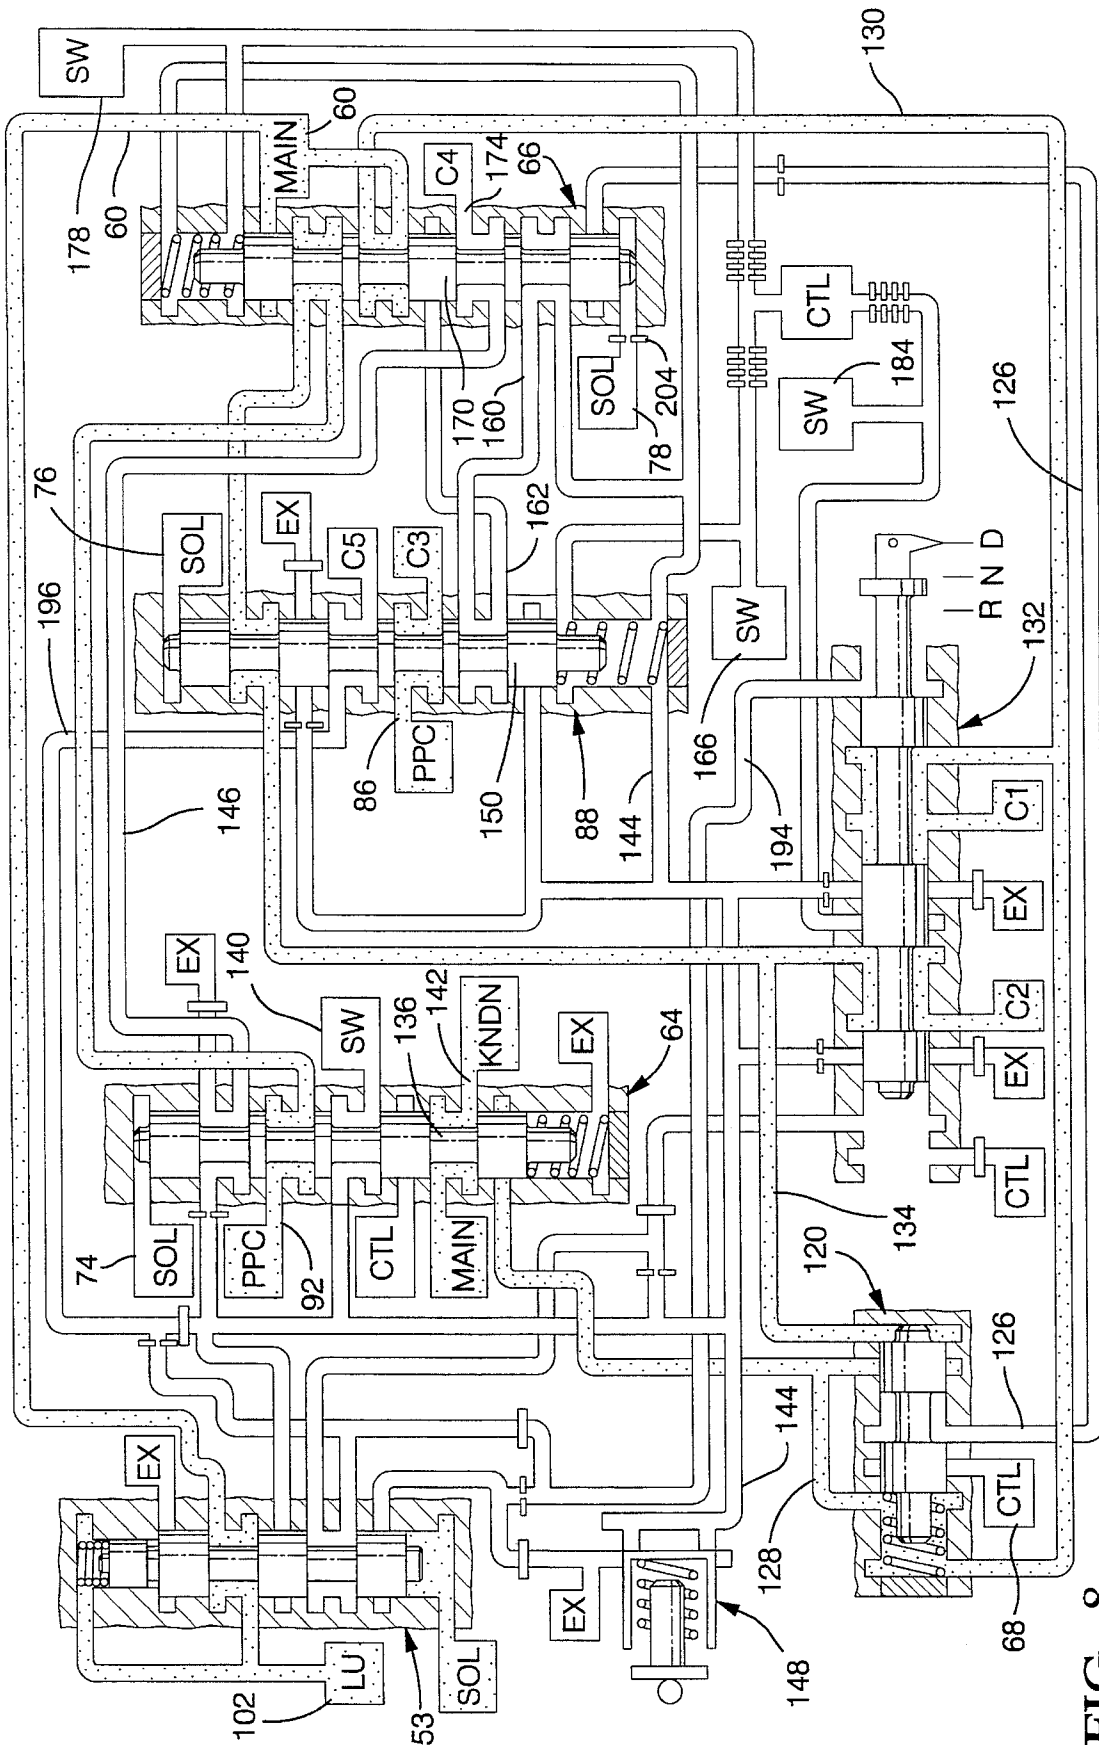 SW
178
60
60
MAIN
130
C4
174
66
170
160
SOL
78
204
CTL
SW
184
126
76
SOL
196
EX
C5
C3
162
146
86
PPC
150
88
144
SW
166
194
R N D
132
C1
EX
C2
EX
CTL
EX
140
SW
142
KNDN
136
EX
64
74
SOL
PPC
92
CTL
MAIN
134
120
126
144
128
CTL
68
EX
EX
148
LU
102
53
SOL
FIG. 8